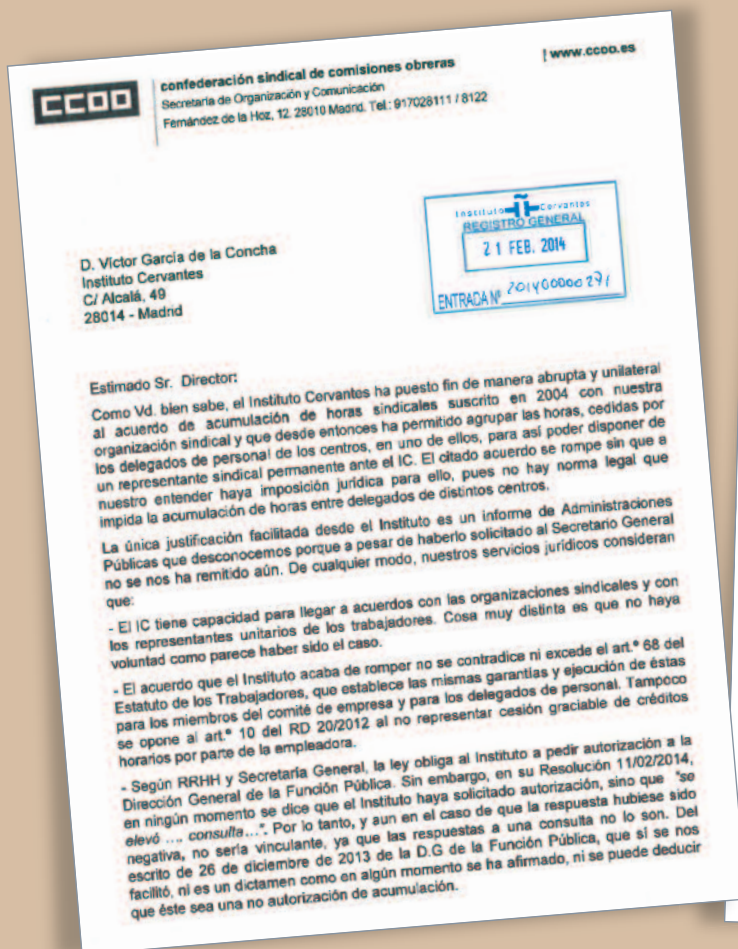 CCOO
confederación sindical de comisiones obreras
Secretaría de Organización y Comunicación
Fernández de la Hoz, 12. 28010 Madrid. Tel.: 917028111 / 8122
| www.ccoo.es
Instituto Cervantes
REGISTRO GENERAL
21 FEB. 2014
ENTRADA Nº 201400000271
D. Victor García de la Concha
Instituto Cervantes
C/ Alcalá, 49
28014 - Madrid
Estimado Sr. Director:
Como Vd. bien sabe, el Instituto Cervantes ha puesto fin de manera abrupta y unilateral
al acuerdo de acumulación de horas sindicales suscrito en 2004 con nuestra
organización sindical y que desde entonces ha permitido agrupar las horas, cedidas por
los delegados de personal de los centros, en uno de ellos, para así poder disponer de
un representante sindical permanente ante el IC. El citado acuerdo se rompe sin que a
nuestro entender haya imposición jurídica para ello, pues no hay norma legal que
impida la acumulación de horas entre delegados de distintos centros.
La única justificación facilitada desde el Instituto es un informe de Administraciones
Públicas que desconocemos porque a pesar de haberlo solicitado al Secretario General
no se nos ha remitido aún. De cualquier modo, nuestros servicios jurídicos consideran
que:
- El IC tiene capacidad para llegar a acuerdos con las organizaciones sindicales y con
los representantes unitarios de los trabajadores. Cosa muy distinta es que no haya
voluntad como parece haber sido el caso.
- El acuerdo que el Instituto acaba de romper no se contradice ni excede el art.º 68 del
Estatuto de los Trabajadores, que establece las mismas garantías y ejecución de éstas
para los miembros del comité de empresa y para los delegados de personal. Tampoco
se opone al art.º 10 del RD 20/2012 al no representar cesión graciable de créditos
horarios por parte de la empleadora.
- Según RRHH y Secretaría General, la ley obliga al Instituto a pedir autorización a la
Dirección General de la Función Pública. Sin embargo, en su Resolución 11/02/2014,
en ningún momento se dice que el Instituto haya solicitado autorización, sino que "se
elevó .... consulta...". Por lo tanto, y aun en el caso de que la respuesta hubiese sido
negativa, no sería vinculante, ya que las respuestas a una consulta no lo son. Del
escrito de 26 de diciembre de 2013 de la D.G de la Función Pública, que sí se nos
facilitó, ni es un dictamen como en algún momento se ha afirmado, ni se puede deducir
que éste sea una no autorización de acumulación.